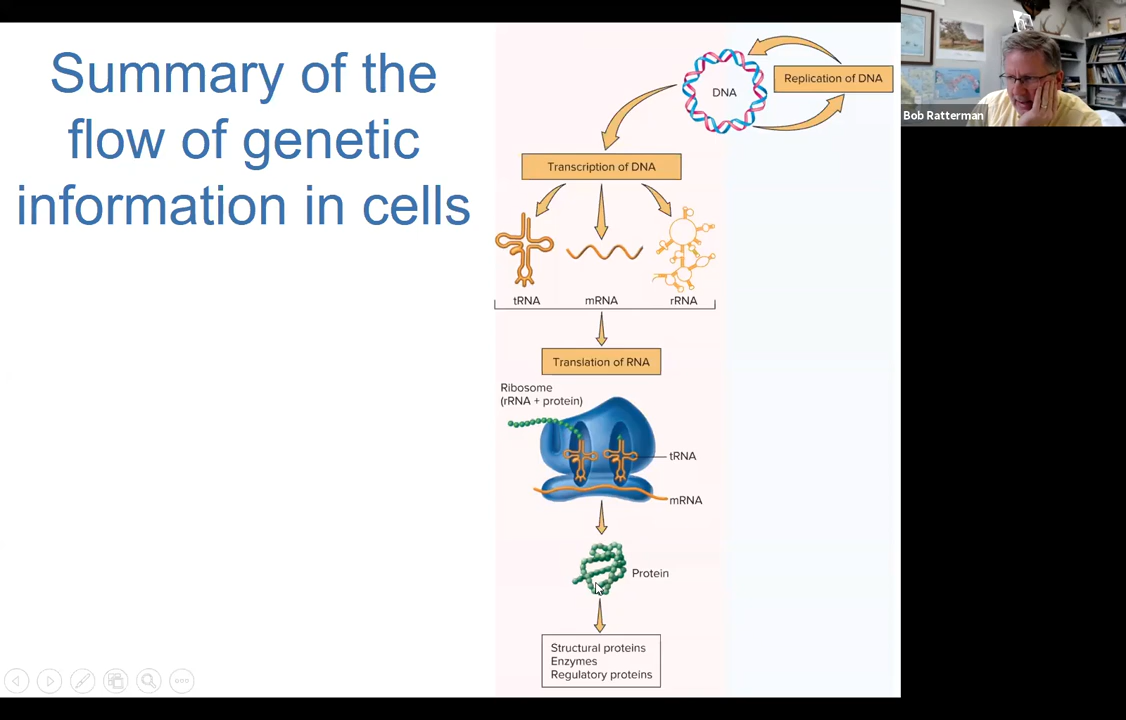 Summary of the
flow of genetic
information in cells
DNA
Replication of DNA
Bob Ratterman
Transcription of DNA
tRNA
mRNA
rRNA
Translation of RNA
Ribosome
(rRNA + protein)
tRNA
mRNA
Protein
Structural proteins
Enzymes
Regulatory proteins